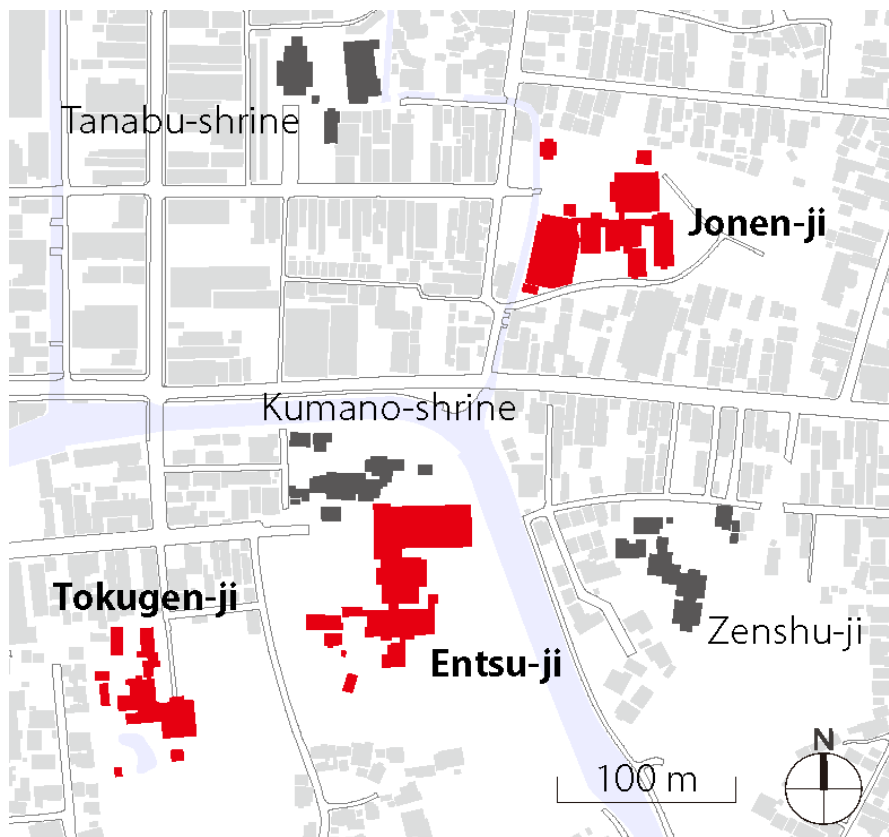 Tanabu-shrine
Jonen-ji
Kumano-shrine
Tokugen-ji
Entsu-ji
Zenshu-ji
N
100 m